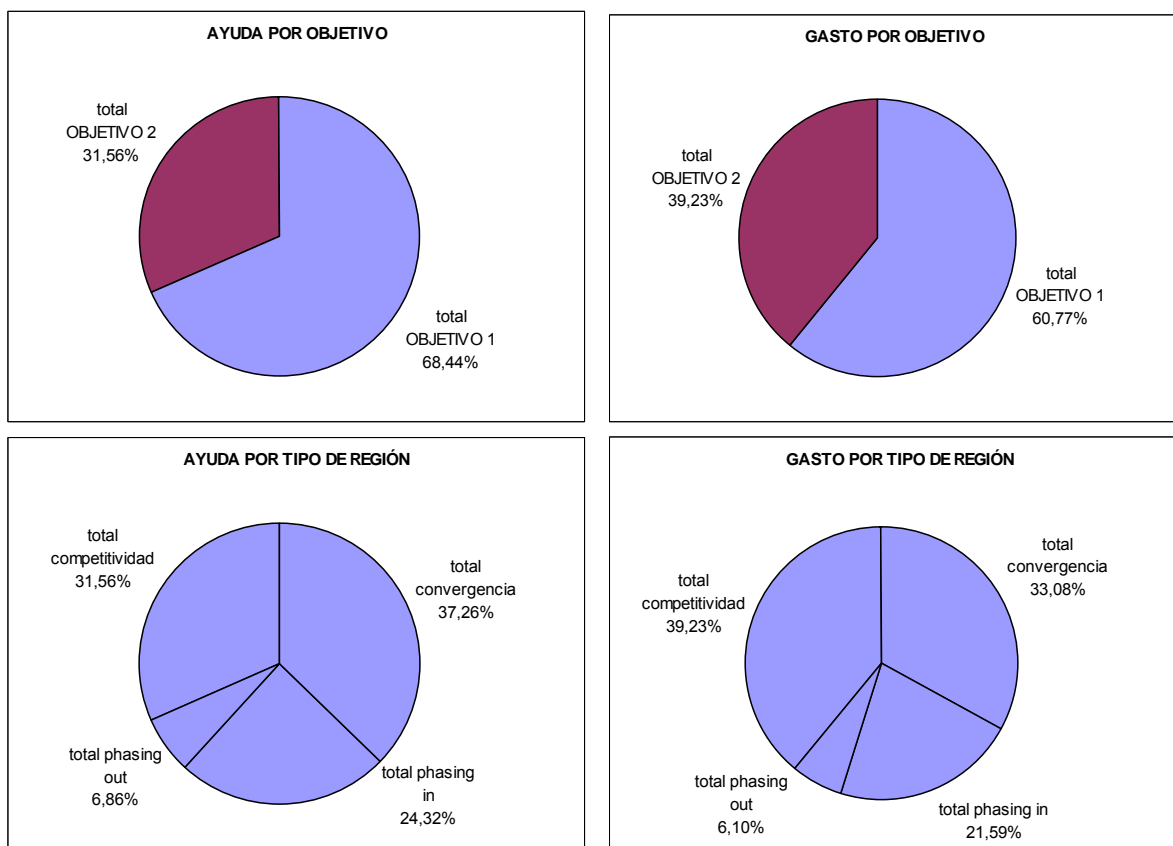 AYUDA POR OBJETIVO
total
OBJETIVO 2
31,56%
total
OBJETIVO 1
68,44%
GASTO POR OBJETIVO
total
OBJETIVO 2
39,23%
total
OBJETIVO 1
60,77%
AYUDA POR TIPO DE REGIÓN
total
competitividad
31,56%
total
convergencia
37,26%
total phasing
out
6,86%
total phasing
in
24,32%
GASTO POR TIPO DE REGIÓN
total
competitividad
39,23%
total
convergencia
33,08%
total phasing
out
6,10%
total phasing in
21,59%